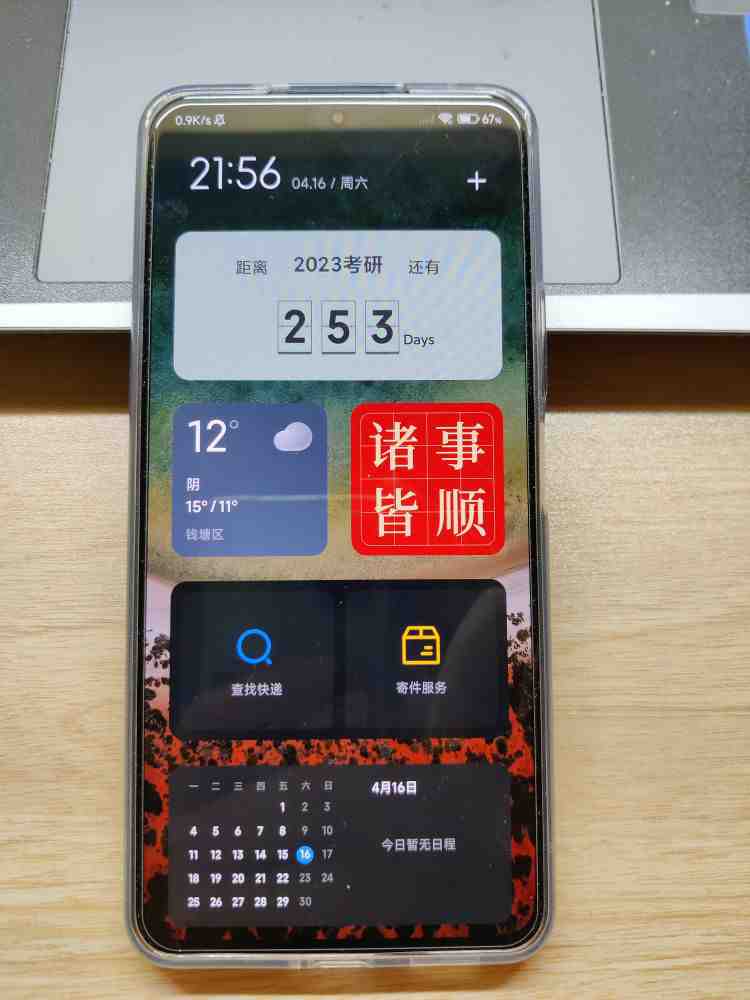 0.9K/s 67%
21:56 04.16 / 周六 +
距离 2023考研 还有
253 Days
12°
阴
15° / 11°
钱塘区
诸事
皆顺
查找快递 寄件服务
一 二 三 四 五 六 日 4月16日
1 2 3
4 5 6 7 8 9 10
11 12 13 14 15 16 17 今日暂无日程
18 19 20 21 22 23 24
25 26 27 28 29 30